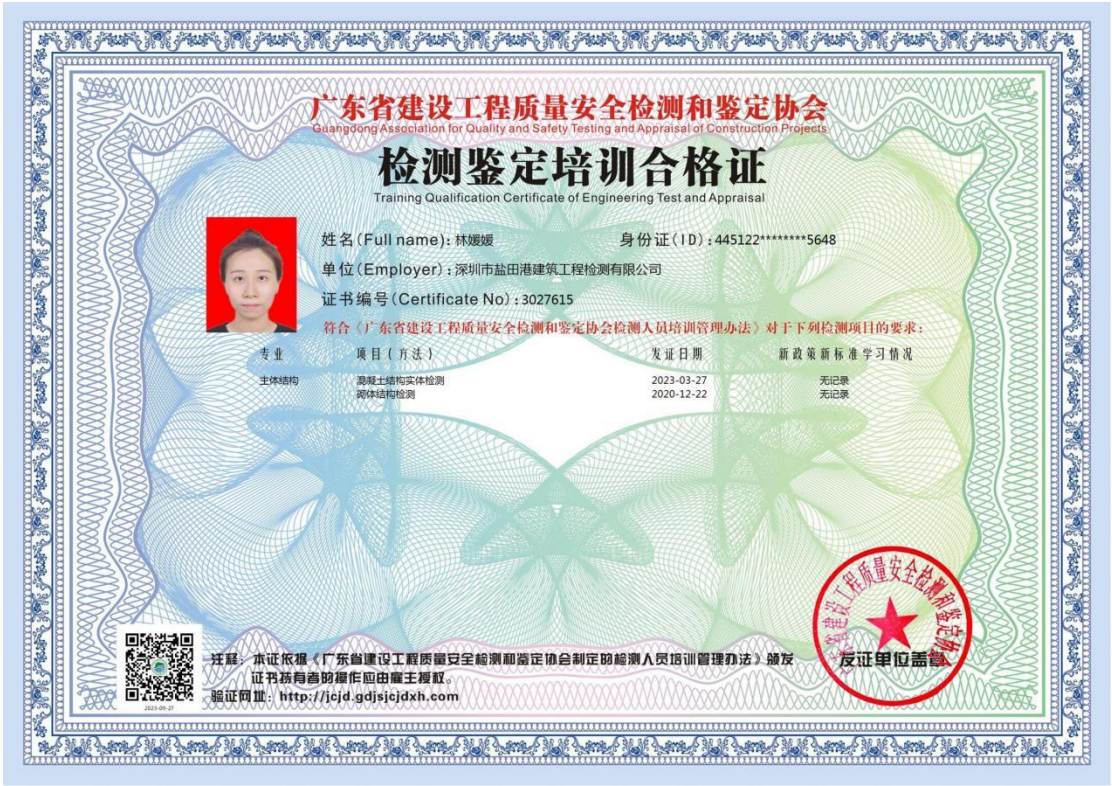 广东省建设工程质量安全检测和鉴定协会
Guangdong Association for Quality and Safety Testing and Appraisal of Construction Projects
检测鉴定培训合格证
Training Qualification Certificate of Engineering Test and Appraisal
姓名(Full name): 林媛媛 身份证(ID): 445122********5648
单位(Employer): 深圳市盐田港建筑工程检测有限公司
证书编号(Certificate No): 3027615
符合《广东省建设工程质量安全检测和鉴定协会检测人员培训管理办法》对于下列检测项目的要求:
专业 项目(方法) 发证日期 新政策新标准学习情况
主体结构 混凝土结构实体检测 2023-03-27 无记录
砌体结构检测 2020-12-22 无记录
注释: 本证依据《广东省建设工程质量安全检测和鉴定协会制定的检测人员培训管理办法》颁发
证书持有者的操作应由雇主授权。
验证网址: http://jcjd.gdjsjcjdxh.com
2023-09-27
广东省建设工程质量安全检测和鉴定协会
发证单位盖章